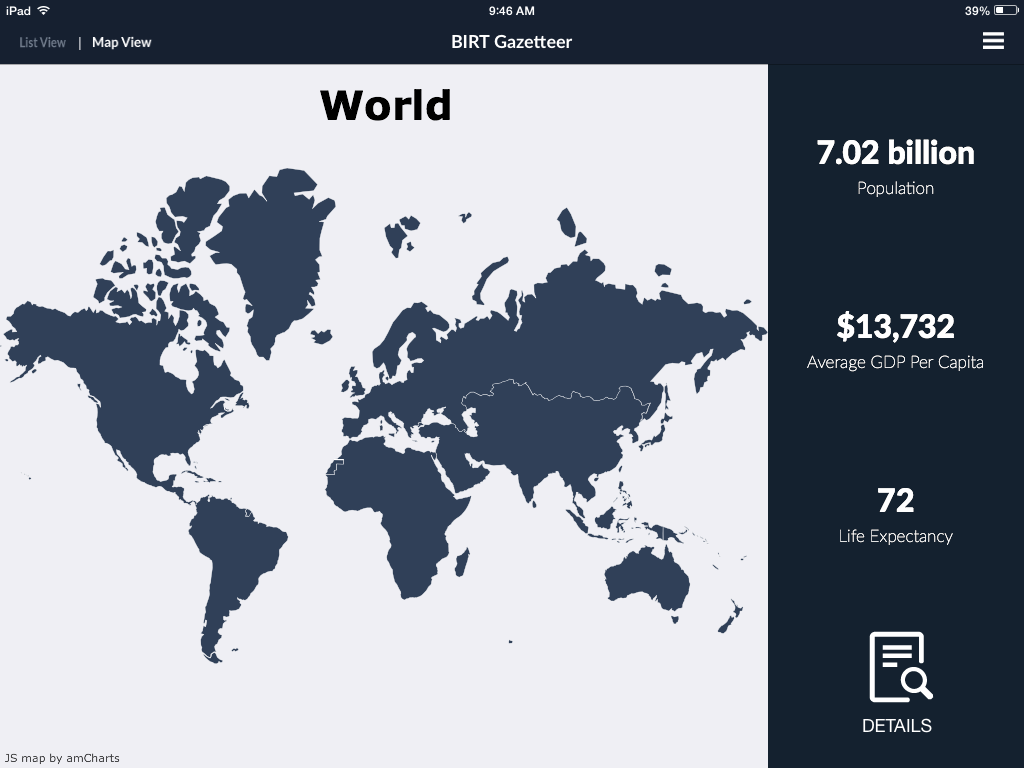 iPad 9:46 AM 39%
List View | Map View BIRT Gazetteer
World
7.02 billion
Population
$13,732
Average GDP Per Capita
72
Life Expectancy
DETAILS
JS map by amCharts